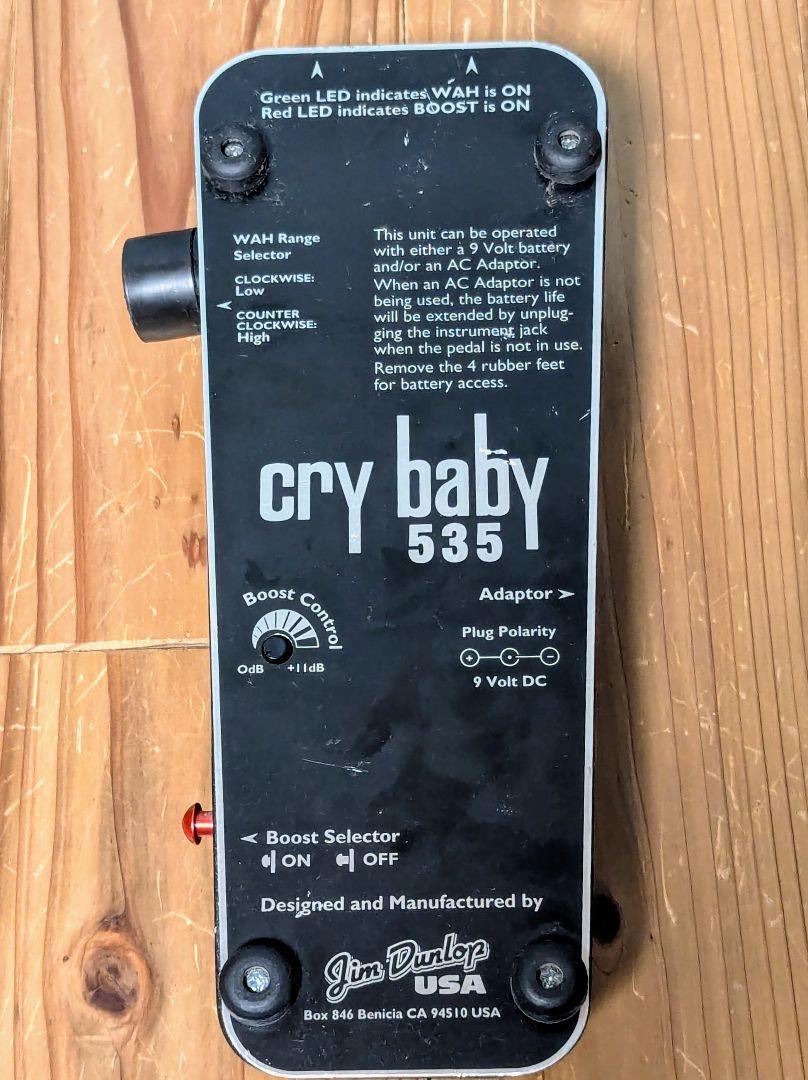 Green LED indicates WAH is ON
Red LED indicates BOOST is ON
WAH Range
Selector
CLOCKWISE:
Low
COUNTER
CLOCKWISE:
High
This unit can be operated
with either a 9 Volt battery
and/or an AC Adaptor.
When an AC Adaptor is not
being used, the battery life
will be extended by unplug-
ging the instrument jack
when the pedal is not in use.
Remove the 4 rubber feet
for battery access.
cry baby
535
Boost Control
0dB +11dB
Adaptor >
Plug Polarity
+ -
9 Volt DC
< Boost Selector
ON OFF
Designed and Manufactured by
Jim Dunlop
USA
Box 846 Benicia CA 94510 USA